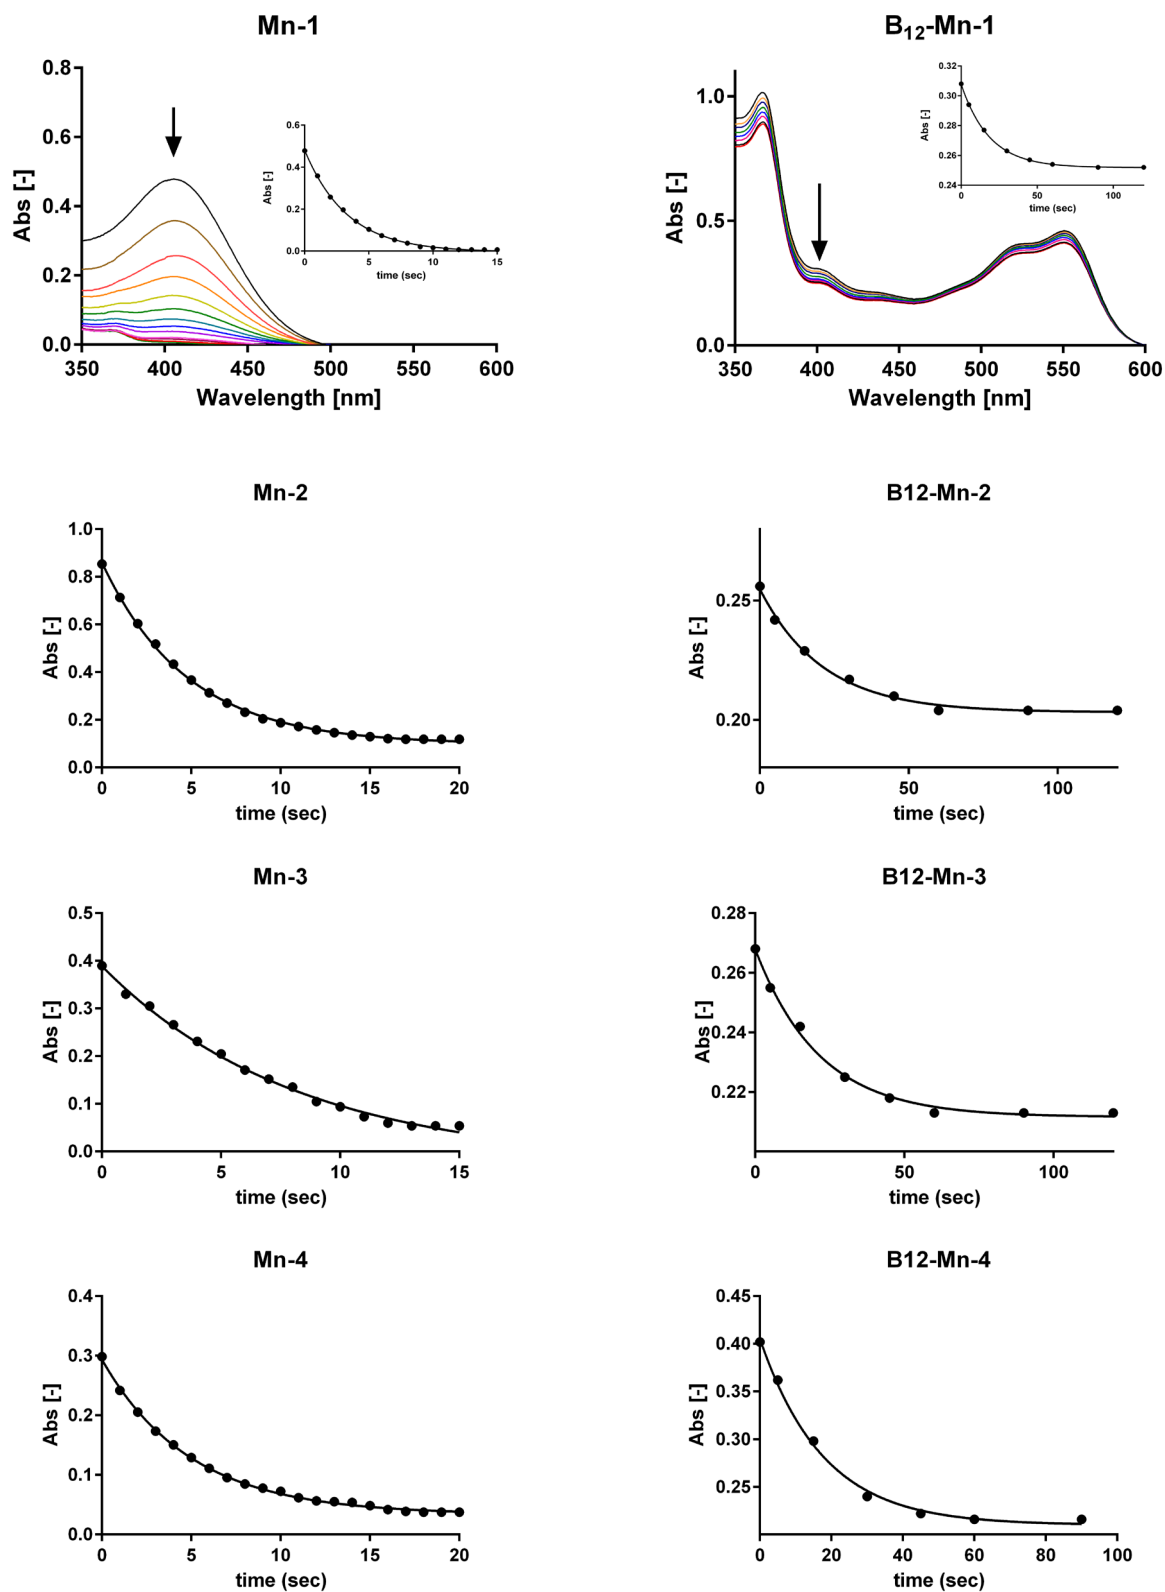 Mn-1
0.8
0.6
0.4
0.2
0.0
Abs [-]
350 400 450 500 550 600
Wavelength [nm]
0.6
0.4
0.2
0.0
Abs [-]
0 5 10 15
time (sec)
B12-Mn-1
1.0
0.5
0.0
Abs [-]
350 400 450 500 550 600
Wavelength [nm]
0.32
0.30
0.28
0.26
0.24
Abs [-]
0 50 100
time (sec)
Mn-2
1.0
0.8
0.6
0.4
0.2
0.0
Abs [-]
0 5 10 15 20
time (sec)
B12-Mn-2
0.25
0.20
Abs [-]
0 50 100
time (sec)
Mn-3
0.5
0.4
0.3
0.2
0.1
0.0
Abs [-]
0 5 10 15
time (sec)
B12-Mn-3
0.28
0.26
0.24
0.22
Abs [-]
0 50 100
time (sec)
Mn-4
0.4
0.3
0.2
0.1
0.0
Abs [-]
0 5 10 15 20
time (sec)
B12-Mn-4
0.45
0.40
0.35
0.30
0.25
Abs [-]
0 20 40 60 80 100
time (sec)